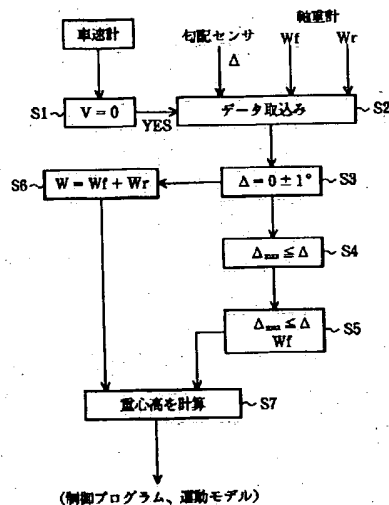 車速計
勾配センサ
Δ
軸重計
Wf Wr
S1
V = 0
YES
データ取込み
S2
S6
W = Wf + Wr
Δ = 0 ± 1°
S3
Δmax ≦ Δ
S4
Δmax ≦ Δ
Wf
S5
重心高を計算
S7
(制御プログラム、運動モデル)